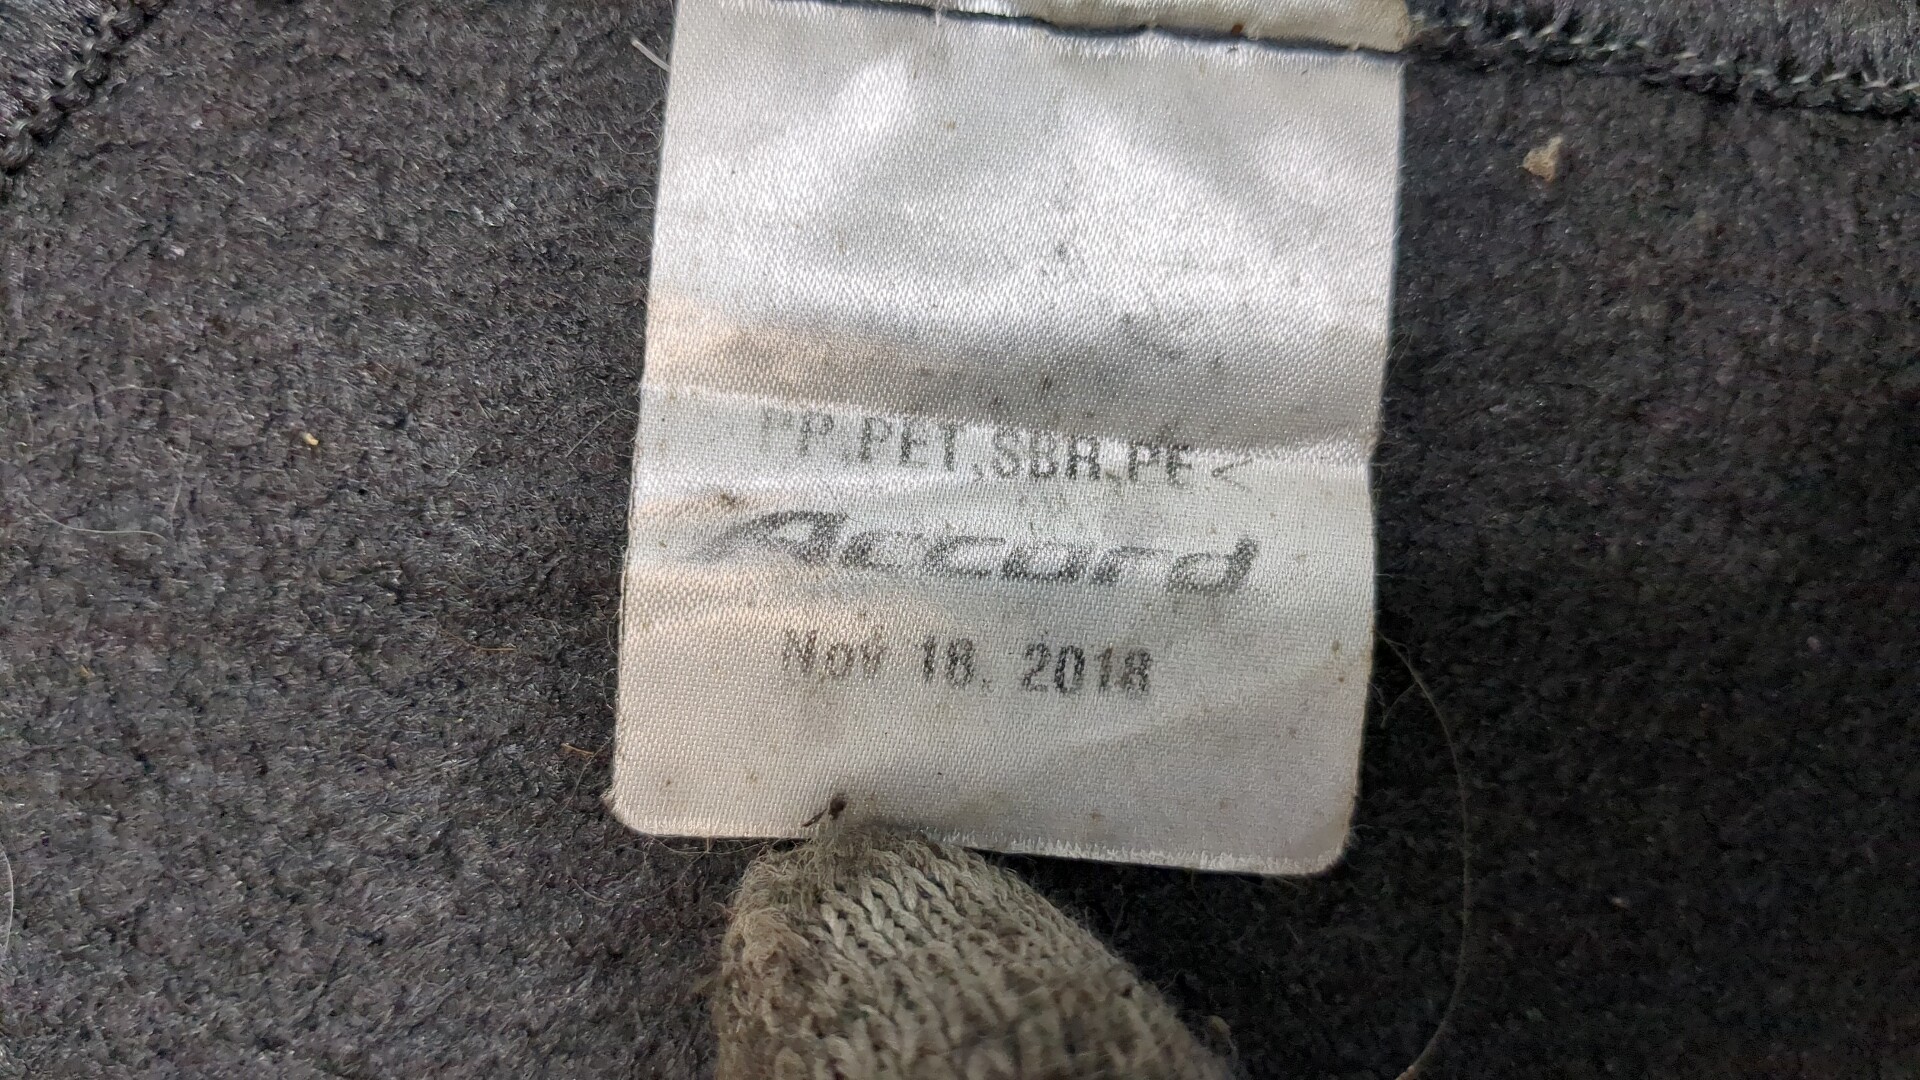 PP,PET,SBR,PE<
Accord
Nov 18, 2018